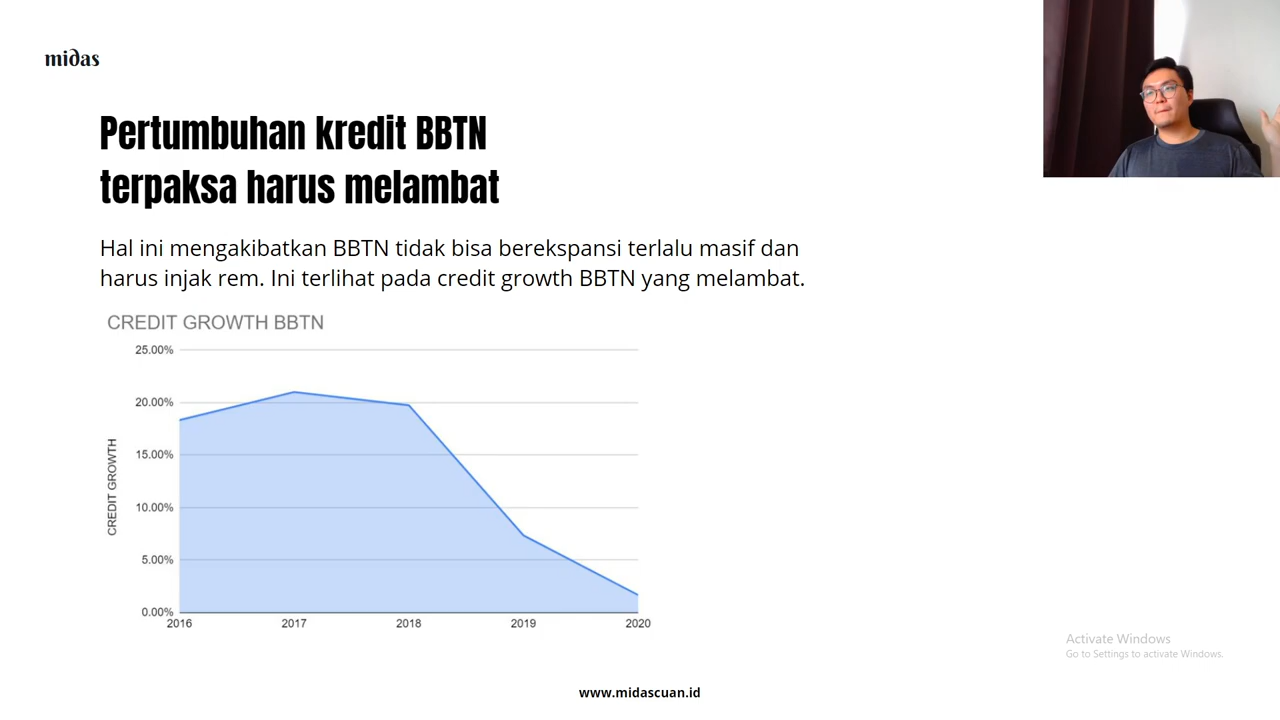 midas
Pertumbuhan kredit BBTN
terpaksa harus melambat
Hal ini mengakibatkan BBTN tidak bisa berekspansi terlalu masif dan
harus injak rem. Ini terlihat pada credit growth BBTN yang melambat.
CREDIT GROWTH BBTN
CREDIT GROWTH
25.00%
20.00%
15.00%
10.00%
5.00%
0.00%
2016 2017 2018 2019 2020
Activate Windows
Go to Settings to activate Windows.
www.midascuan.id